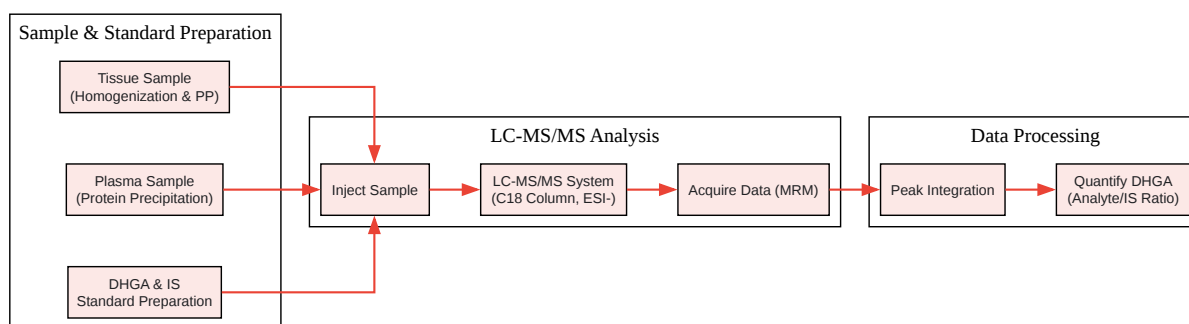 Sample & Standard Preparation
Tissue Sample
(Homogenization & PP)
Plasma Sample
(Protein Precipitation)
DHGA & IS
Standard Preparation
LC-MS/MS Analysis
Inject Sample
LC-MS/MS System
(C18 Column, ESI-)
Acquire Data (MRM)
Data Processing
Peak Integration
Quantify DHGA
(Analyte/IS Ratio)